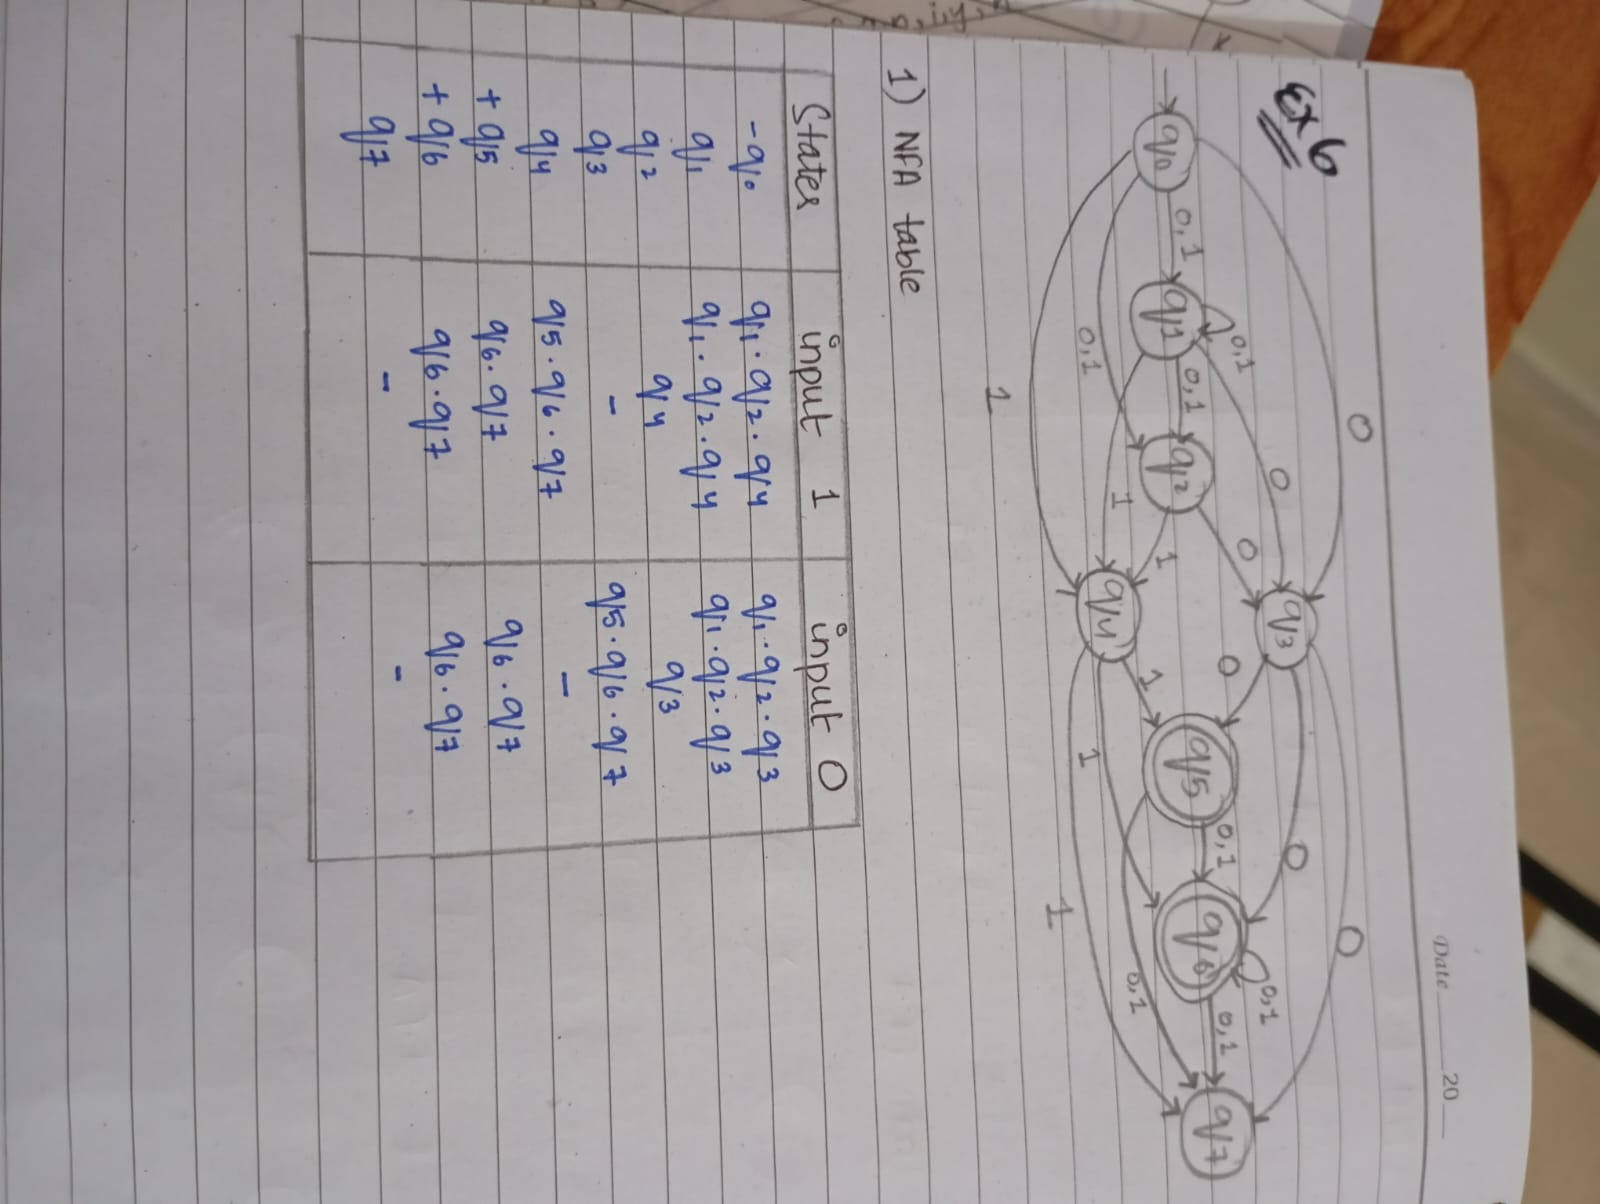 Date 20
Ex 6
0
0
0
0,1
0,1
0,1
0
0
0
0,1
0,1
0,1
q0
q1
q2
q3
q4
q5
q6
q7
0,1
1
1
1
1
1
0,1
1
1) NFA table
States input 1 input 0
-q0 q1.q2.q4 q1.q2.q3
q1 q1.q2.q4 q1.q2.q3
q2 q4 q3
q3 - q5.q6.q7
q4 q5.q6.q7 -
+q5 q6.q7 q6.q7
+q6 q6.q7 q6.q7
q7 - -